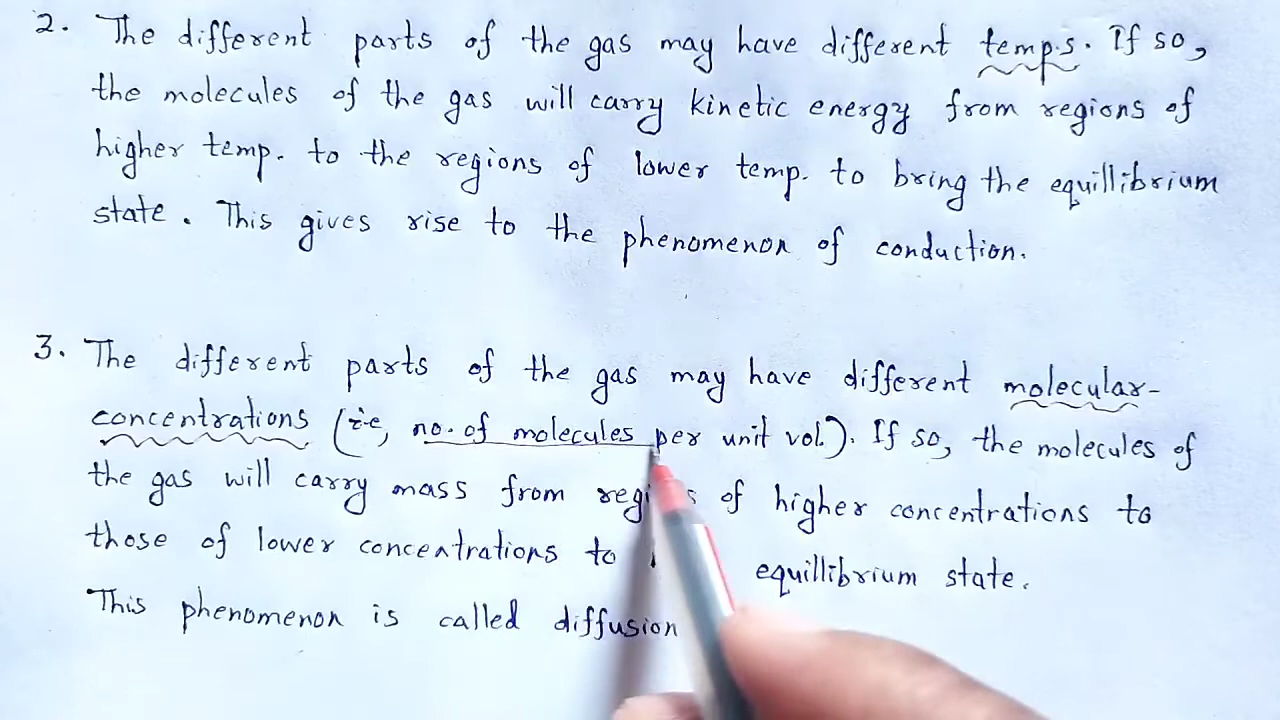 2. The different parts of the gas may have different temps. If so,
the molecules of the gas will carry kinetic energy from regions of
higher temp. to the regions of lower temp. to bring the equillibrium
state. This gives rise to the phenomenon of conduction.
3. The different parts of the gas may have different molecular-
concentrations (i.e, no. of molecules per unit vol.). If so, the molecules of
the gas will carry mass from of higher concentrations to
those of lower concentrations to equillibrium state.
This phenomenon is called diffusion